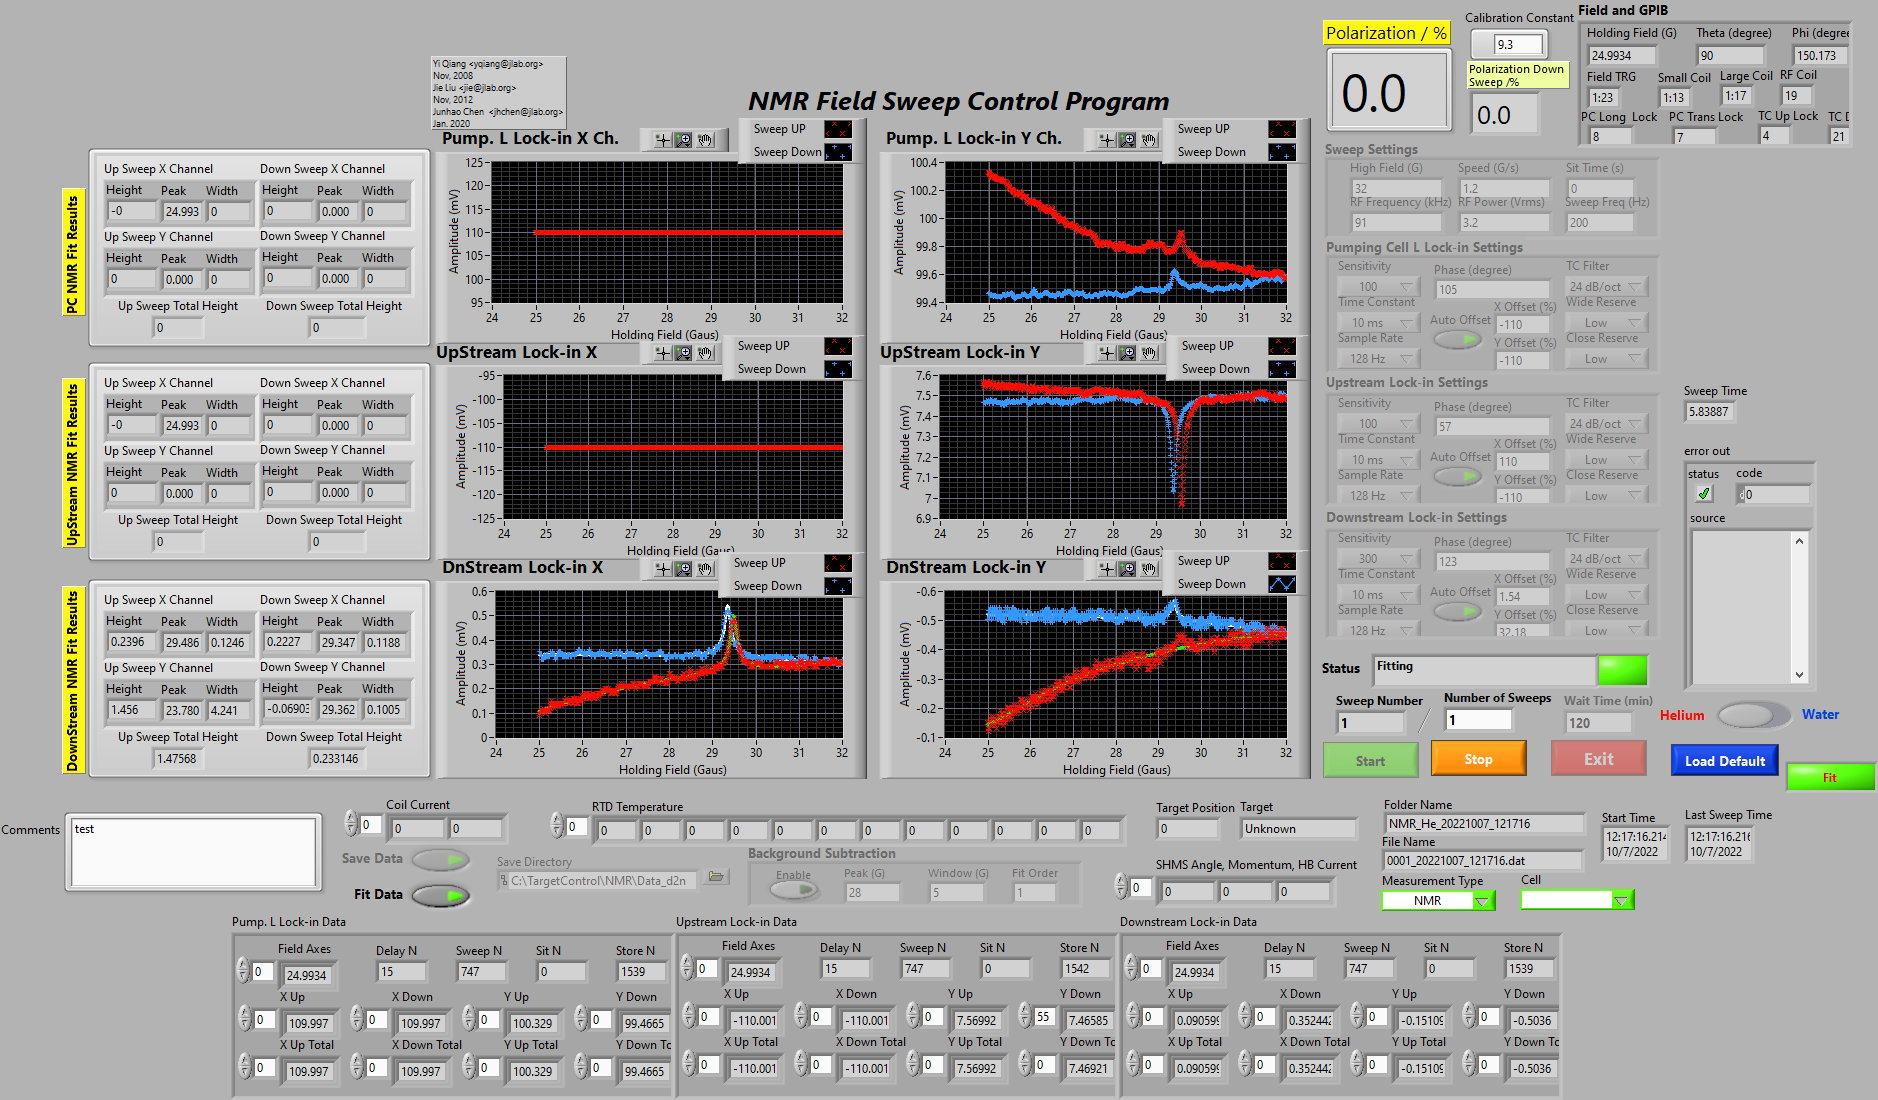 Yi Qiang <yqiang@jlab.org>
Nov, 2008
Jie Liu <jie@jlab.org>
Nov, 2012
Junhao Chen <jhchen@jlab.org>
Jan. 2020
NMR Field Sweep Control Program
Polarization / %
0.0
Calibration Constant
9.3
Polarization Down Sweep /%
0.0
Field and GPIB
Holding Field (G) Theta (degree) Phi (degree
24.9934 90 150.173
Field TRG Small Coil Large Coil RF Coil
1:23 1:13 1:17 19
PC Long Lock PC Trans Lock TC Up Lock TC D
8 7 4 21
PC NMR Fit Results
Up Sweep X Channel Down Sweep X Channel
Height Peak Width Height Peak Width
-0 24.993 0 0 0.000 0
Up Sweep Y Channel Down Sweep Y Channel
Height Peak Width Height Peak Width
0 0.000 0 0 0.000 0
Up Sweep Total Height Down Sweep Total Height
0 0
Pump. L Lock-in X Ch.
Sweep UP
Sweep Down
Amplitude (mV)
125
120
115
110
105
100
95
24 25 26 27 28 29 30 31 32
Holding Field (Gaus)
Pump. L Lock-in Y Ch.
Sweep UP
Sweep Down
Amplitude (mV)
100.4
100.2
100
99.8
99.6
99.4
24 25 26 27 28 29 30 31 32
Holding Field (Gaus)
UpStream NMR Fit Results
Up Sweep X Channel Down Sweep X Channel
Height Peak Width Height Peak Width
-0 24.993 0 0 0.000 0
Up Sweep Y Channel Down Sweep Y Channel
Height Peak Width Height Peak Width
0 0.000 0 0 0.000 0
Up Sweep Total Height Down Sweep Total Height
0 0
UpStream Lock-in X
Sweep UP
Sweep Down
Amplitude (mV)
-95
-100
-105
-110
-115
-120
-125
24 25 26 27 28 29 30 31 32
Holding Field (Gaus)
UpStream Lock-in Y
Sweep UP
Sweep Down
Amplitude (mV)
7.6
7.5
7.4
7.3
7.2
7.1
7
6.9
24 25 26 27 28 29 30 31 32
Holding Field (Gaus)
DownStream NMR Fit Results
Up Sweep X Channel Down Sweep X Channel
Height Peak Width Height Peak Width
0.2396 29.486 0.1246 0.2227 29.347 0.1188
Up Sweep Y Channel Down Sweep Y Channel
Height Peak Width Height Peak Width
1.456 23.780 4.241 -0.0690 29.362 0.1005
Up Sweep Total Height Down Sweep Total Height
1.47568 0.233146
DnStream Lock-in X
Sweep UP
Sweep Down
Amplitude (mV)
0.6
0.5
0.4
0.3
0.2
0.1
0
24 25 26 27 28 29 30 31 32
Holding Field (Gaus)
DnStream Lock-in Y
Sweep UP
Sweep Down
Amplitude (mV)
-0.6
-0.5
-0.4
-0.3
-0.2
-0.1
24 25 26 27 28 29 30 31 32
Holding Field (Gaus)
Sweep Settings
High Field (G) Speed (G/s) Sit Time (s)
32 1.2 0
RF Frequency (kHz) RF Power (Vrms) Sweep Freq (Hz)
91 3.2 200
Pumping Cell L Lock-in Settings
Sensitivity Phase (degree) TC Filter
100 105 24 dB/oct
Time Constant X Offset (%) Wide Reserve
10 ms Auto Offset -110 Low
Sample Rate Y Offset (%) Close Reserve
128 Hz -110 Low
Upstream Lock-in Settings
Sensitivity Phase (degree) TC Filter
100 57 24 dB/oct
Time Constant X Offset (%) Wide Reserve
10 ms Auto Offset 110 Low
Sample Rate Y Offset (%) Close Reserve
128 Hz -110 Low
Downstream Lock-in Settings
Sensitivity Phase (degree) TC Filter
300 123 24 dB/oct
Time Constant X Offset (%) Wide Reserve
10 ms Auto Offset 1.54 Low
Sample Rate Y Offset (%) Close Reserve
128 Hz 32.18 Low
Sweep Time
5.83887
error out
status code
0
source
Status Fitting
Sweep Number Number of Sweeps Wait Time (min)
1 / 1 120
Helium Water
Start Stop Exit Load Default Fit
Comments test
Coil Current
0 0 0
Save Data
Fit Data
RTD Temperature
0 0 0 0 0 0 0 0 0 0 0 0 0
Save Directory
C:\TargetControl\NMR\Data_d2n
Background Subtraction
Enable Peak (G) Window (G) Fit Order
28 5 1
Target Position Target
0 Unknown
SHMS Angle, Momentum, HB Current
0 0 0 0
Folder Name
NMR_He_20221007_121716
File Name
0001_20221007_121716.dat
Measurement Type Cell
NMR
Start Time
12:17:16.214
10/7/2022
Last Sweep Time
12:17:16.216
10/7/2022
Pump. L Lock-in Data
Field Axes Delay N Sweep N Sit N Store N
0 24.9934 15 747 0 1539
X Up X Down Y Up Y Down
0 109.997 0 109.997 0 100.329 0 99.4665
X Up Total X Down Total Y Up Total Y Down To
0 109.997 0 109.997 0 100.329 0 99.4665
Upstream Lock-in Data
Field Axes Delay N Sweep N Sit N Store N
0 24.9934 15 747 0 1542
X Up X Down Y Up Y Down
0 -110.001 0 -110.001 0 7.56992 55 7.46585
X Up Total X Down Total Y Up Total Y Down Tc
0 -110.001 0 -110.001 0 7.56992 0 7.46921
Downstream Lock-in Data
Field Axes Delay N Sweep N Sit N Store N
0 24.9934 15 747 0 1539
X Up X Down Y Up Y Down
0 0.090599 0 0.352442 0 -0.15109 0 -0.5036
X Up Total X Down Total Y Up Total Y Down Tc
0 0.090599 0 0.352442 0 -0.15109 0 -0.5036